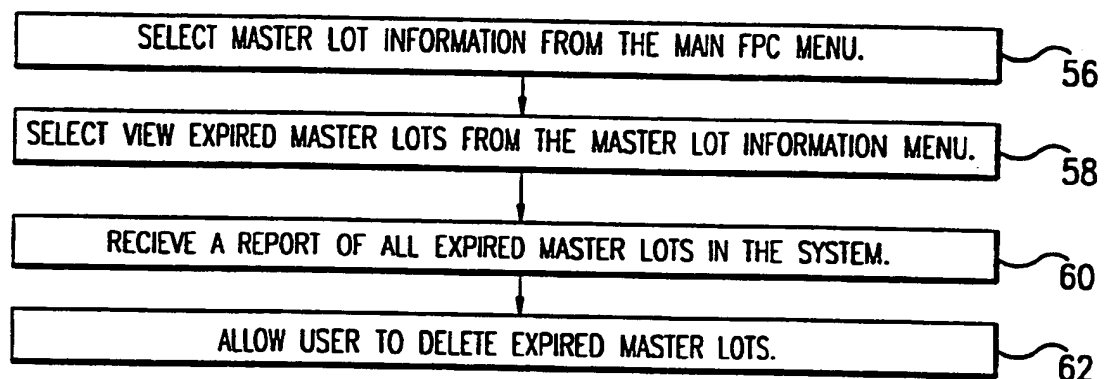 SELECT MASTER LOT INFORMATION FROM THE MAIN FPC MENU.
56
SELECT VIEW EXPIRED MASTER LOTS FROM THE MASTER LOT INFORMATION MENU.
58
RECIEVE A REPORT OF ALL EXPIRED MASTER LOTS IN THE SYSTEM.
60
ALLOW USER TO DELETE EXPIRED MASTER LOTS.
62